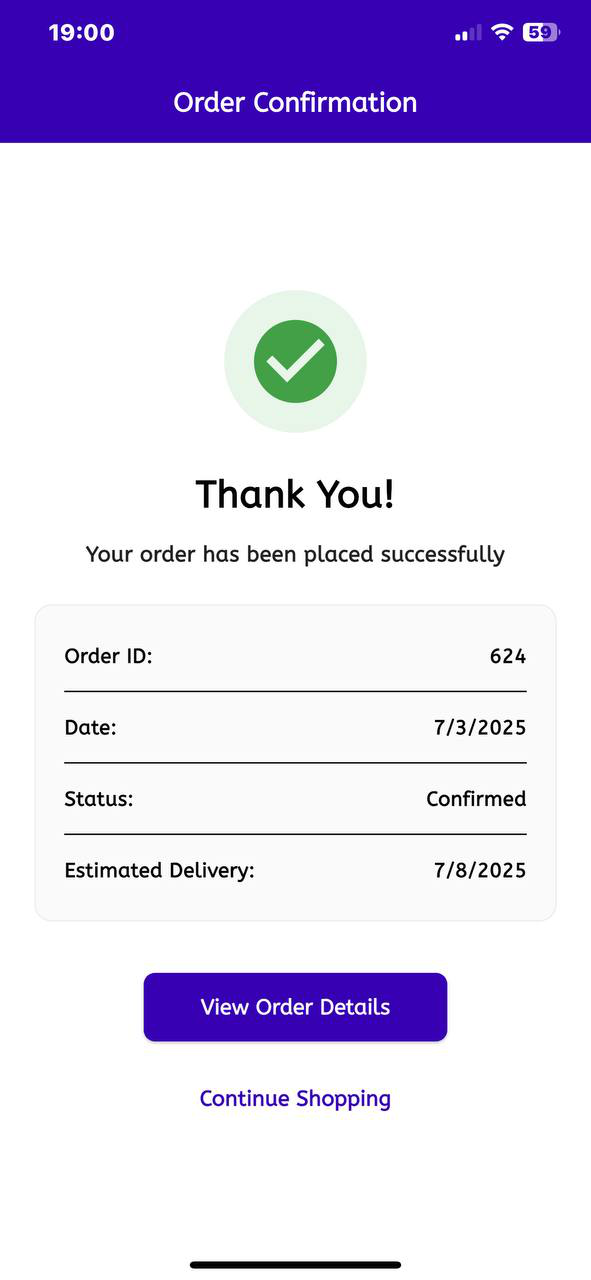 19:00
59
Order Confirmation
Thank You!
Your order has been placed successfully
Order ID: 624
Date: 7/3/2025
Status: Confirmed
Estimated Delivery: 7/8/2025
View Order Details
Continue Shopping